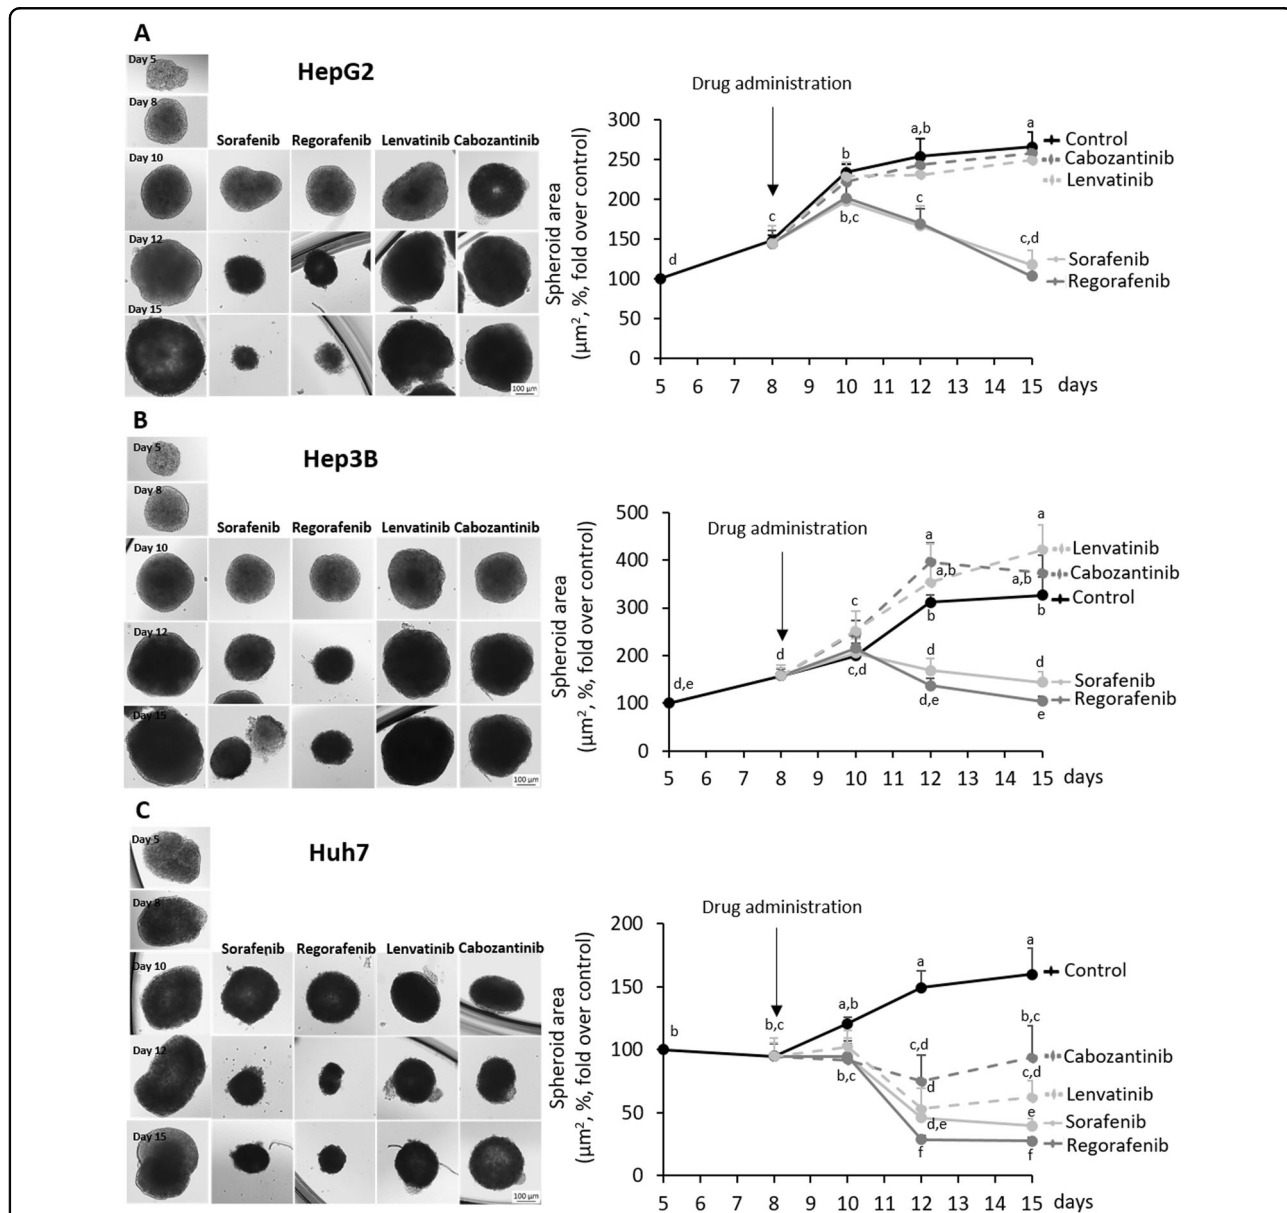 A
HepG2
Day 5
Day 8
Sorafenib Regorafenib Lenvatinib Cabozantinib
Day 10
Day 12
Day 15
100 µm
Drug administration
Spheroid area
(µm², %, fold over control)
300
250
200
150
100
50
0
5 6 7 8 9 10 11 12 13 14 15 days
d
c
b
b,c
a,b
c
a
c,d
Control
Cabozantinib
Lenvatinib
Sorafenib
Regorafenib
B
Hep3B
Day 5
Day 8
Sorafenib Regorafenib Lenvatinib Cabozantinib
Day 10
Day 12
Day 15
100 µm
Drug administration
Spheroid area
(µm², %, fold over control)
500
400
300
200
100
0
5 6 7 8 9 10 11 12 13 14 15 days
d,e
d
c
c,d
a
a,b
b
d
d,e
a
a,b
b
d
e
Lenvatinib
Cabozantinib
Control
Sorafenib
Regorafenib
C
Huh7
Day 5
Day 8
Sorafenib Regorafenib Lenvatinib Cabozantinib
Day 10
Day 12
Day 15
100 µm
Drug administration
Spheroid area
(µm², %, fold over control)
200
150
100
50
0
5 6 7 8 9 10 11 12 13 14 15 days
b
b,c
a,b
b,c
a
c,d
d
d,e
f
a
b,c
c,d
e
f
Control
Cabozantinib
Lenvatinib
Sorafenib
Regorafenib